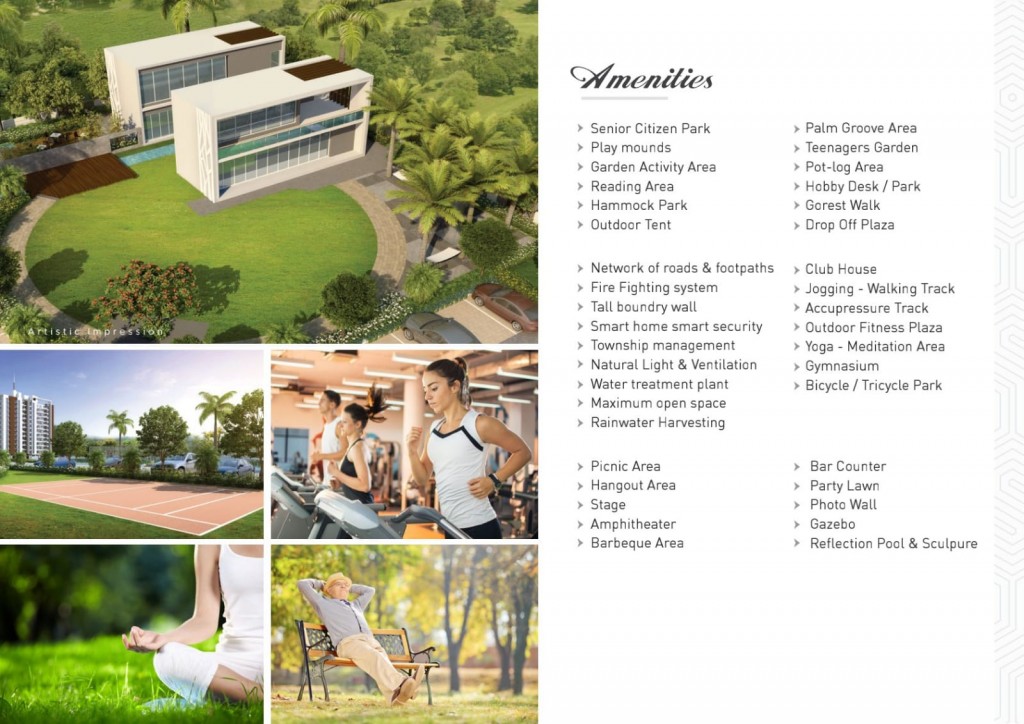 Amenities
Senior Citizen Park
Play mounds
Garden Activity Area
Reading Area
Hammock Park
Outdoor Tent
Palm Groove Area
Teenagers Garden
Pot-log Area
Hobby Desk / Park
Gorest Walk
Drop Off Plaza
Network of roads & footpaths
Fire Fighting system
Tall boundry wall
Smart home smart security
Township management
Natural Light & Ventilation
Water treatment plant
Maximum open space
Rainwater Harvesting
Club House
Jogging - Walking Track
Accupressure Track
Outdoor Fitness Plaza
Yoga - Meditation Area
Gymnasium
Bicycle / Tricycle Park
Picnic Area
Hangout Area
Stage
Amphitheater
Barbeque Area
Bar Counter
Party Lawn
Photo Wall
Gazebo
Reflection Pool & Sculpure
Artistic Impression